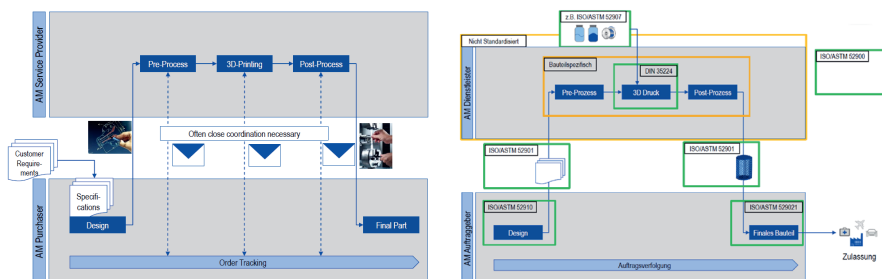 AM Service Provider
Pre-Process
3D-Printing
Post-Process
Often close coordination necessary
Customer
Require-
ments
Specifi-
cations
AM Purchaser
Design
Final Part
Order Tracking
z.B. ISO/ASTM 52907
Nicht Standardisiert
ISO/ASTM 52900
AM Dienstleister
Bauteilspezifisch
DIN 35224
Pre-Prozess
3D Druck
Post-Prozess
ISO/ASTM 52901
ISO/ASTM 52901
AM Auftraggeber
ISO/ASTM 52910
Design
ISO/ASTM 529021
Finales Bauteil
Auftragsverfolgung
Zulassung